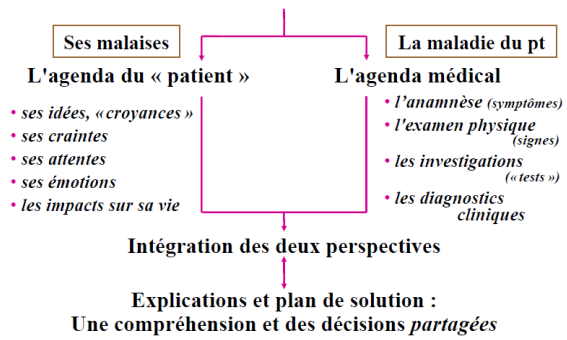 Ses malaises
L'agenda du « patient »
• ses idées, « croyances »
• ses craintes
• ses attentes
• ses émotions
• les impacts sur sa vie
La maladie du pt
L'agenda médical
• l’anamnèse (symptômes)
• l'examen physique
(signes)
• les investigations
(« tests »)
• les diagnostics
cliniques
Intégration des deux perspectives
Explications et plan de solution :
Une compréhension et des décisions partagées